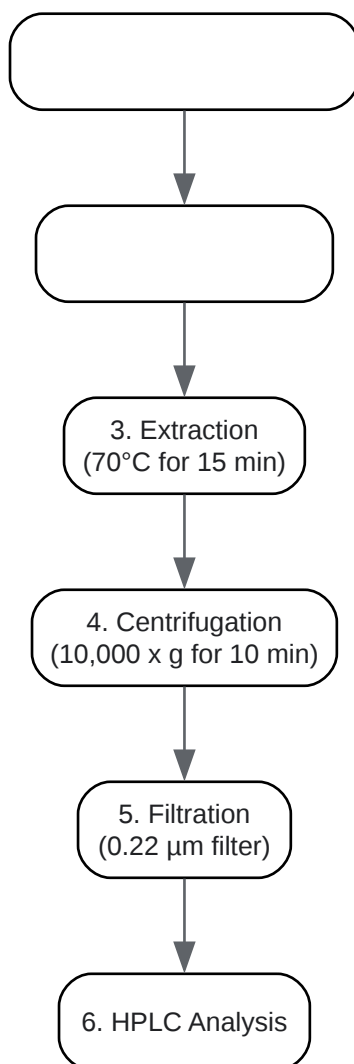 3. Extraction
(70°C for 15 min)
4. Centrifugation
(10,000 x g for 10 min)
5. Filtration
(0.22 µm filter)
6. HPLC Analysis